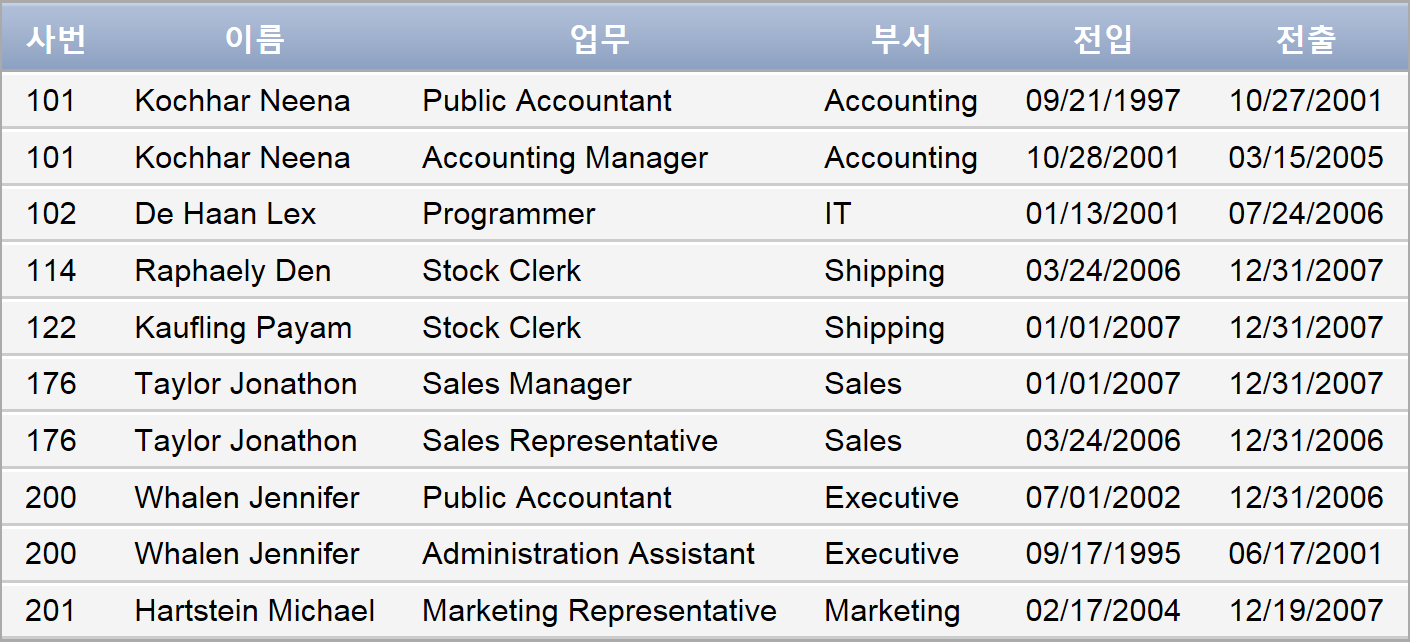 사번 이름 업무 부서 전입 전출
101 Kochhar Neena Public Accountant Accounting 09/21/1997 10/27/2001
101 Kochhar Neena Accounting Manager Accounting 10/28/2001 03/15/2005
102 De Haan Lex Programmer IT 01/13/2001 07/24/2006
114 Raphaely Den Stock Clerk Shipping 03/24/2006 12/31/2007
122 Kaufling Payam Stock Clerk Shipping 01/01/2007 12/31/2007
176 Taylor Jonathon Sales Manager Sales 01/01/2007 12/31/2007
176 Taylor Jonathon Sales Representative Sales 03/24/2006 12/31/2006
200 Whalen Jennifer Public Accountant Executive 07/01/2002 12/31/2006
200 Whalen Jennifer Administration Assistant Executive 09/17/1995 06/17/2001
201 Hartstein Michael Marketing Representative Marketing 02/17/2004 12/19/2007